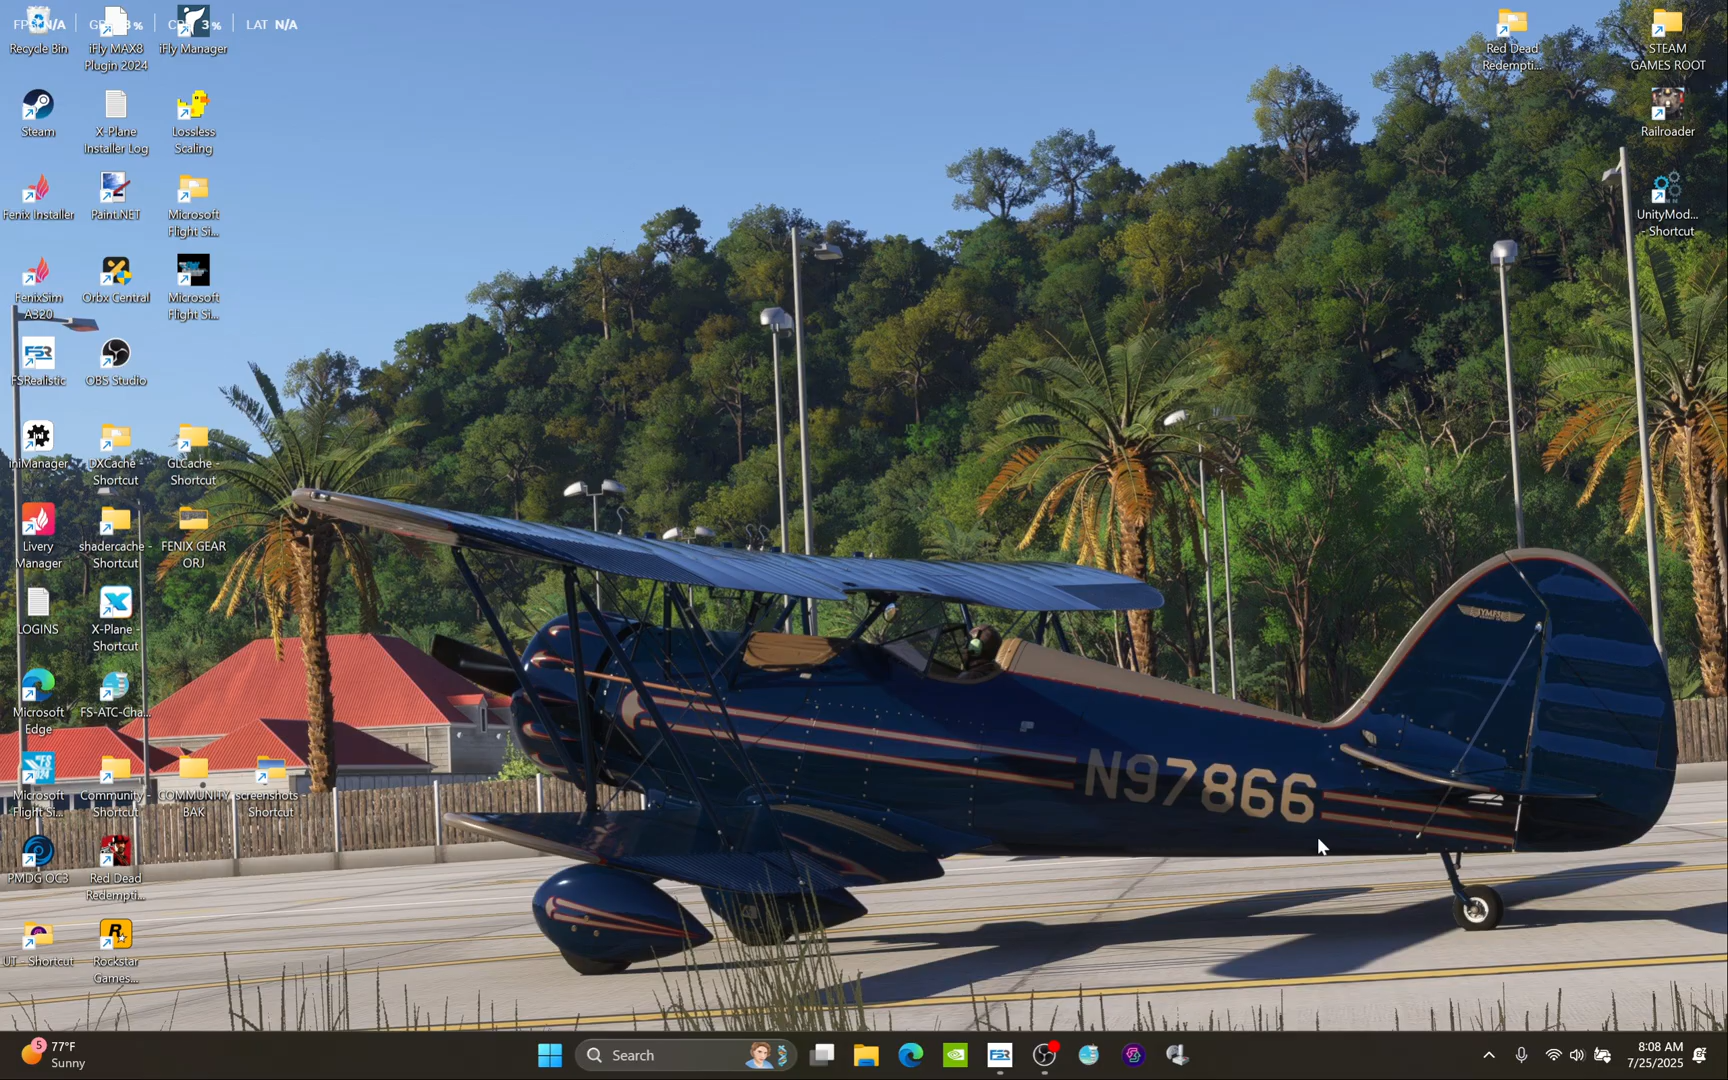 FPS N/A
GPU 3 %
CPU 3 %
LAT N/A
Recycle Bin
iFly MAX8
Plugin 2024
iFly Manager
Red Dead
Redempti...
STEAM
GAMES ROOT
Steam
X-Plane
Installer Log
Lossless
Scaling
Railroader
Fenix Installer
Paint.NET
Microsoft
Flight Si...
UnityMod...
- Shortcut
FenixSim
A320
Orbx Central
Microsoft
Flight Si...
FSR
FSRealistic
OBS Studio
iniManager
DXCache -
Shortcut
GLCache -
Shortcut
Livery
Manager
shadercache -
Shortcut
FENIX GEAR
ORJ
LOGINS
X-Plane -
Shortcut
Microsoft
Edge
FS-ATC-Cha...
Microsoft
Flight Si...
Community -
Shortcut
COMMUNITY
BAK
screenshots -
Shortcut
PMDG OC3
Red Dead
Redempti...
UT - Shortcut
Rockstar
Games...
N97866
5
77°F
Sunny
Search
FSR
8:08 AM
7/25/2025